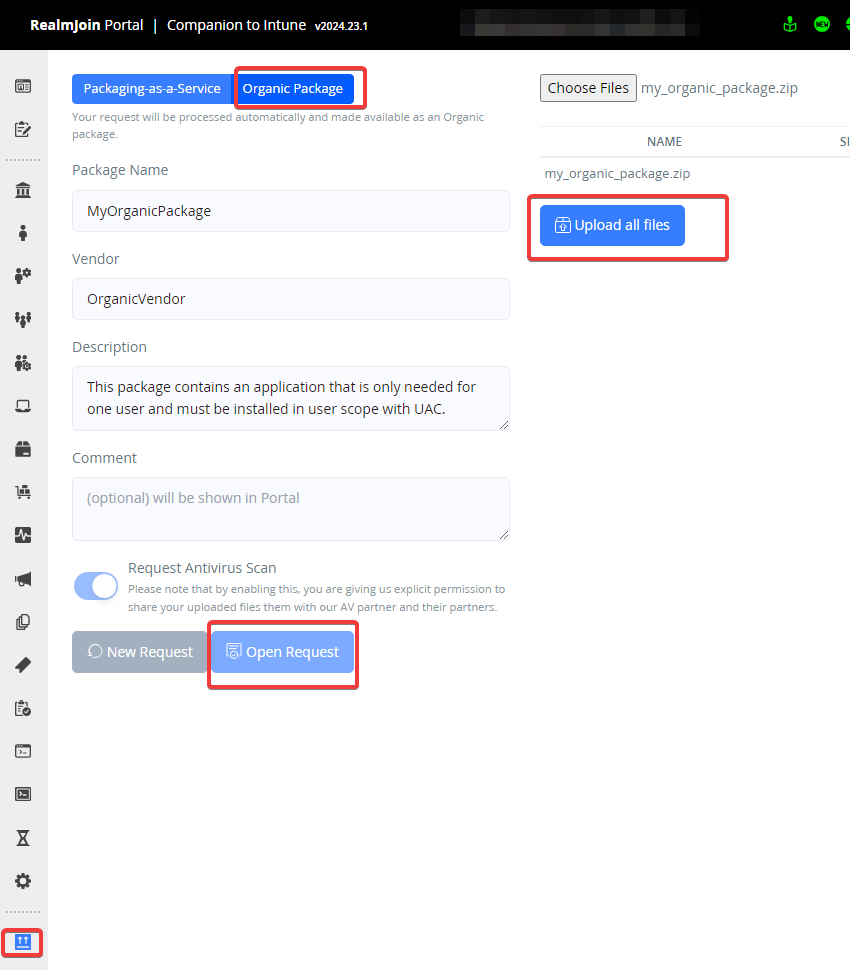 RealmJoin Portal | Companion to Intune v2024.23.1
NEW
Packaging-as-a-Service Organic Package
Your request will be processed automatically and made available as an Organic
package.
Package Name
MyOrganicPackage
Vendor
OrganicVendor
Description
This package contains an application that is only needed for
one user and must be installed in user scope with UAC.
Comment
(optional) will be shown in Portal
Request Antivirus Scan
Please note that by enabling this, you are giving us explicit permission to
share your uploaded files them with our AV partner and their partners.
New Request Open Request
Choose Files my_organic_package.zip
NAME SI
my_organic_package.zip
Upload all files